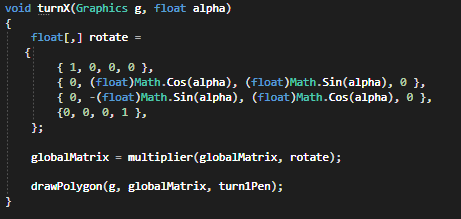 void turnX(Graphics g, float alpha)
{
float[,] rotate =
{
{ 1, 0, 0, 0 },
{ 0, (float)Math.Cos(alpha), (float)Math.Sin(alpha), 0 },
{ 0, -(float)Math.Sin(alpha), (float)Math.Cos(alpha), 0 },
{0, 0, 0, 1 },
};
globalMatrix = multiplier(globalMatrix, rotate);
drawPolygon(g, globalMatrix, turn1Pen);
}